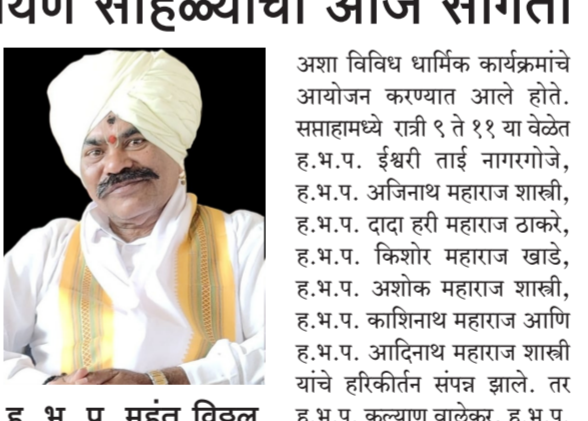 सोहळ्याची आज सांगता
ह. भ. प. महंत विठ्ठल
अशा विविध धार्मिक कार्यक्रमांचे
आयोजन करण्यात आले होते.
सप्ताहामध्ये रात्री ९ ते ११ या वेळेत
ह.भ.प. ईश्वरी ताई नागरगोजे,
ह.भ.प. अजिनाथ महाराज शास्त्री,
ह.भ.प. दादा हरी महाराज ठाकरे,
ह.भ.प. किशोर महाराज खाडे,
ह.भ.प. अशोक महाराज शास्त्री,
ह.भ.प. काशिनाथ महाराज आणि
ह.भ.प. आदिनाथ महाराज शास्त्री
यांचे हरिकीर्तन संपन्न झाले. तर
ह.भ.प. कल्याण वालेकर, ह.भ.प.